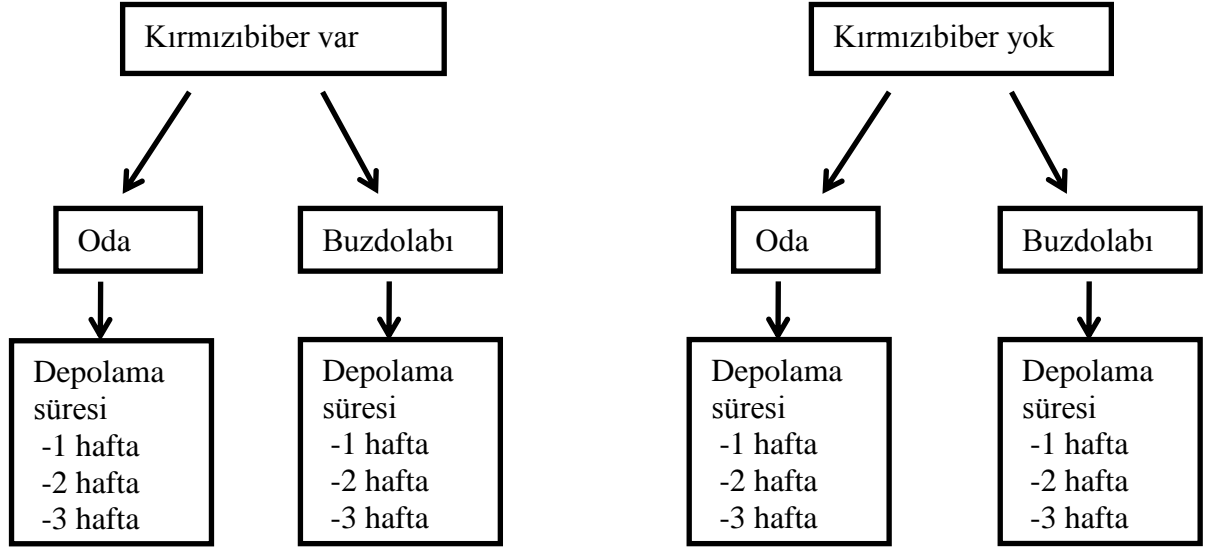 Kırmızıbiber var
Kırmızıbiber yok
Oda
Buzdolabı
Oda
Buzdolabı
Depolama
süresi
-1 hafta
-2 hafta
-3 hafta
Depolama
süresi
-1 hafta
-2 hafta
-3 hafta
Depolama
süresi
-1 hafta
-2 hafta
-3 hafta
Depolama
süresi
-1 hafta
-2 hafta
-3 hafta